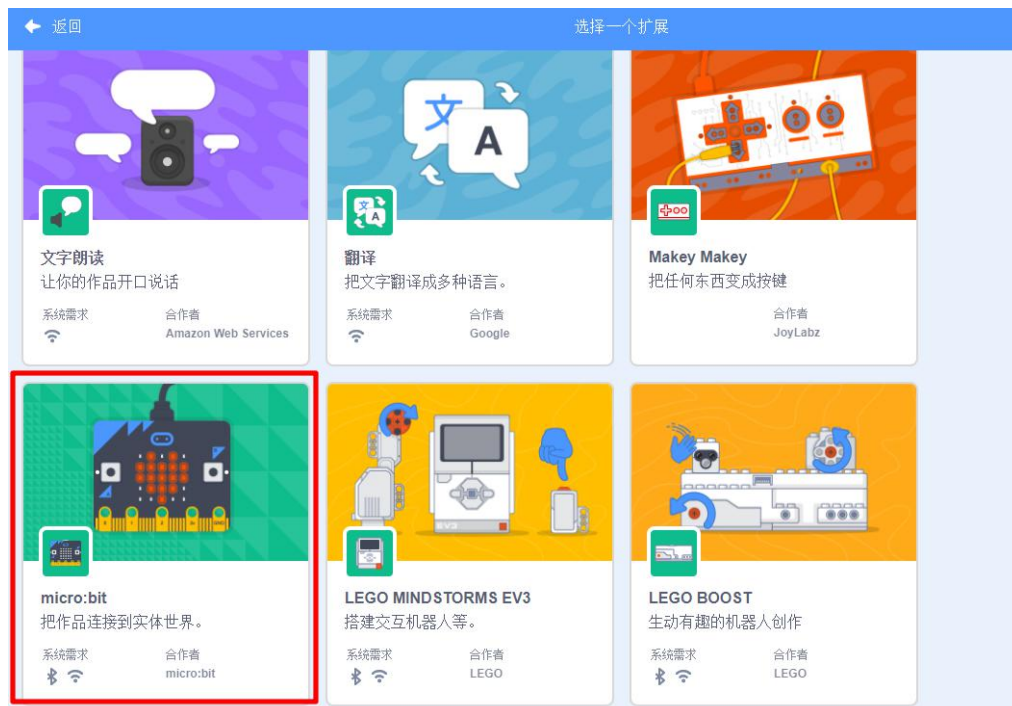 返回
选择一个扩展
文
A
文 A
文字朗读
让你的作品开口说话
系统需求
合作者
Amazon Web Services
翻译
把文字翻译成多种语言。
系统需求
合作者
Google
Makey Makey
把任何东西变成按键
合作者
JoyLabz
EV3
micro:bit
把作品连接到实体世界。
系统需求
合作者
micro:bit
LEGO MINDSTORMS EV3
搭建交互机器人等。
系统需求
合作者
LEGO
LEGO BOOST
生动有趣的机器人创作
系统需求
合作者
LEGO